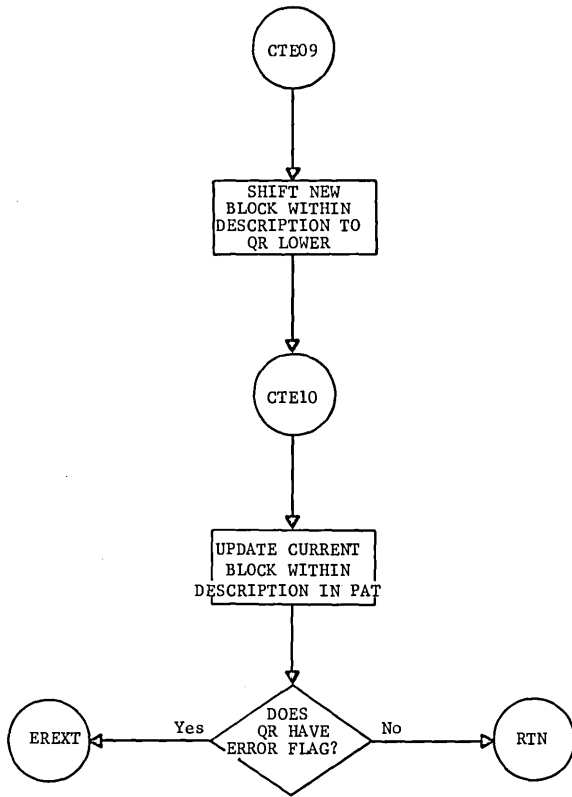 CTE09
SHIFT NEW
BLOCK WITHIN
DESCRIPTION TO
QR LOWER
CTE10
UPDATE CURRENT
BLOCK WITHIN
DESCRIPTION IN PAT
DOES
QR HAVE
ERROR FLAG?
Yes
No
EREXT
RTN